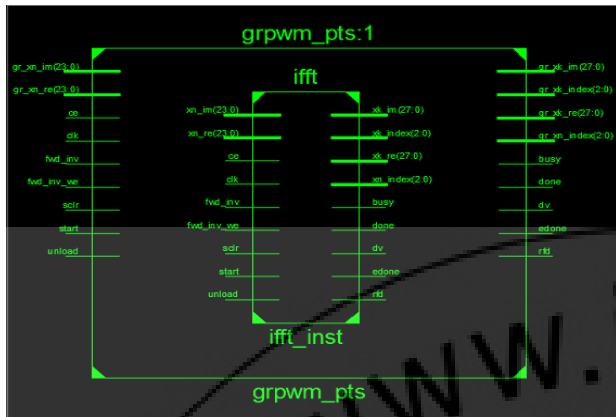 grpwm_pts:1
gr_xn_im(23:0)
gr_xn_re(23:0)
ce
clk
fwd_inv
fwd_inv_we
sclr
start
unload
ifft
xn_im(23:0)
xn_re(23:0)
ce
clk
fwd_inv
fwd_inv_we
sclr
start
unload
xk_im(27:0)
xk_index(2:0)
xk_re(27:0)
xn_index(2:0)
busy
done
dv
edone
rfd
ifft_inst
gr_xk_im(27:0)
gr_xk_index(2:0)
gr_xk_re(27:0)
gr_xn_index(2:0)
busy
done
dv
edone
rfd
grpwm_pts
www.